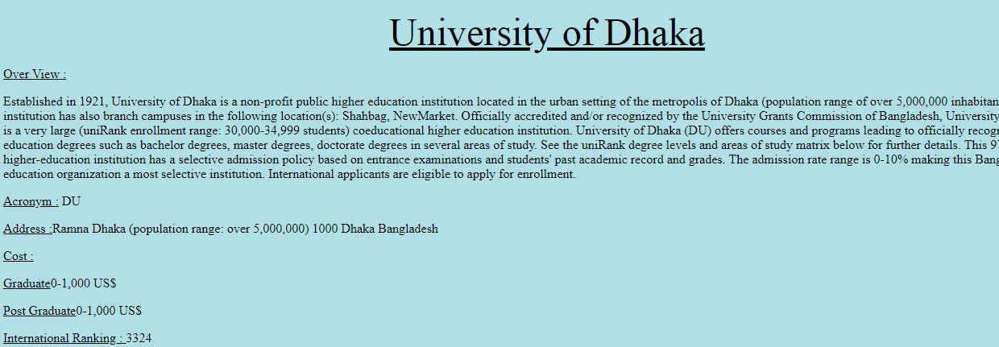 University of Dhaka
Over View :
Established in 1921, University of Dhaka is a non-profit public higher education institution located in the urban setting of the metropolis of Dhaka (population range of over 5,000,000
institution has also branch campuses in the following location(s): Shahbag, NewMarket. Officially accredited and/or recognized by the University Grants Commission of Bangladesh, University
is a very large (uniRank enrollment range: 30,000-34,999 students) coeducational higher education institution. University of Dhaka (DU) offers courses and programs leading to officially
education degrees such as bachelor degrees, master degrees, doctorate degrees in several areas of study. See the uniRank degree levels and areas of study matrix below for further details. This
higher-education institution has a selective admission policy based on entrance examinations and students' past academic record and grades. The admission rate range is 0-10% making this
education organization a most selective institution. International applicants are eligible to apply for enrollment.
Acronym : DU
Address :Ramna Dhaka (population range: over 5,000,000) 1000 Dhaka Bangladesh
Cost :
Graduate0-1,000 US$
Post Graduate0-1,000 US$
International Ranking : 3324